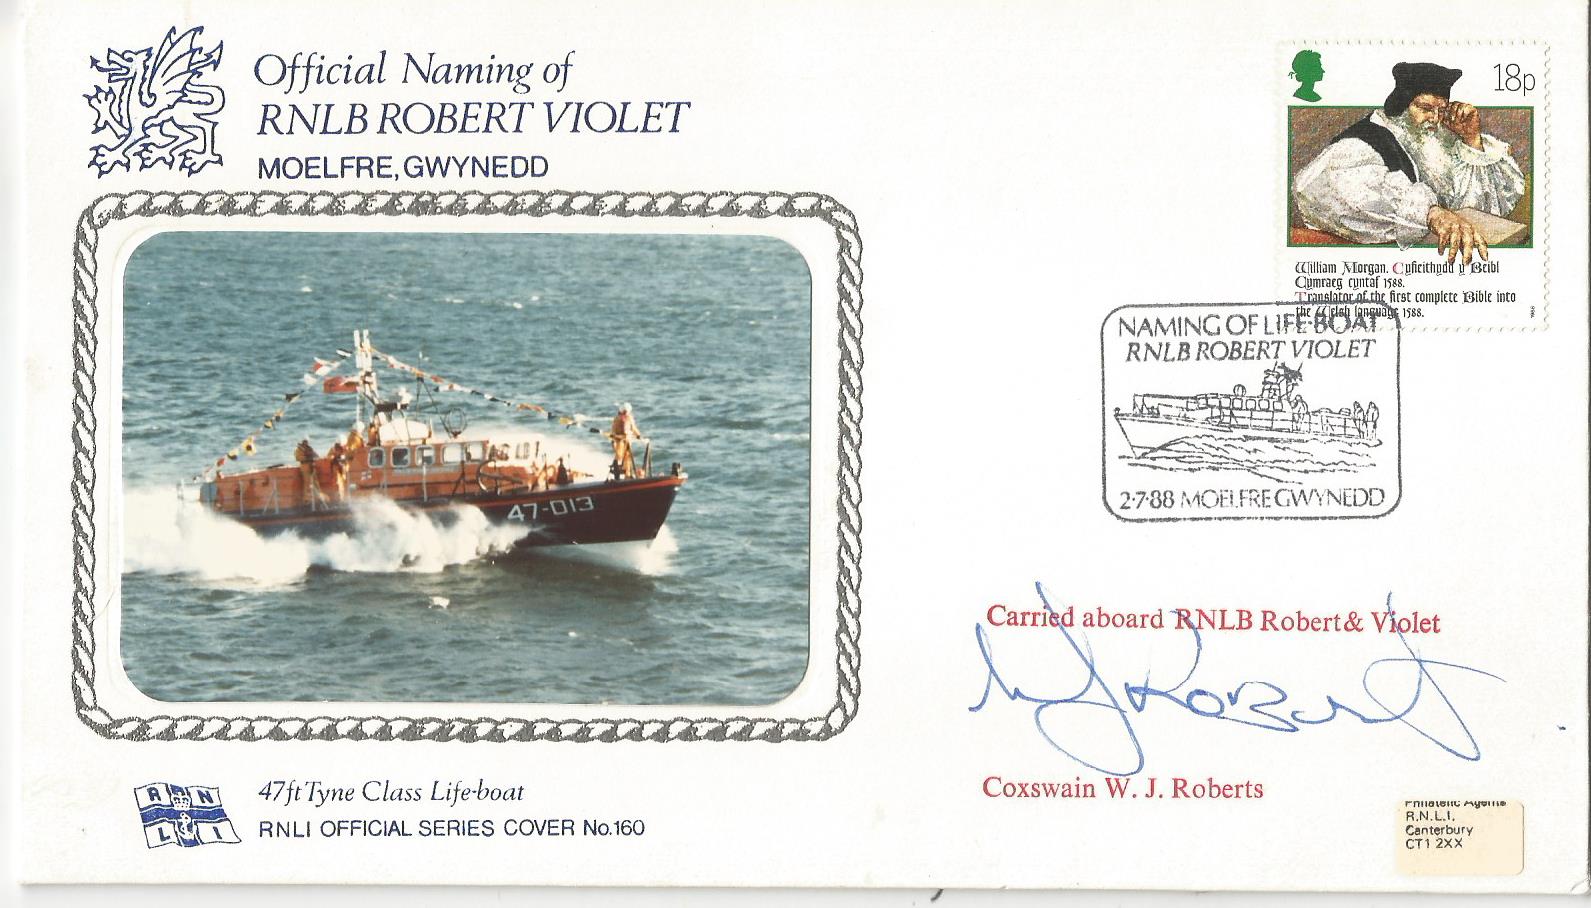 Official Naming of
RNLB ROBERT VIOLET
MOELFRE, GWYNEDD
18p
William Morgan. Cyfieithydd y Beibl
Cymraeg cyntaf 1588.
Translator of the first complete Bible into
the Welsh language 1588.
1988
NAMING OF LIFE-BOAT
RNLB ROBERT VIOLET
2·7·88 MOELFRE GWYNEDD
47-013
Carried aboard RNLB Robert & Violet
W J Roberts
Coxswain W. J. Roberts
R N
L I
47ft Tyne Class Life-boat
RNLI OFFICIAL SERIES COVER No.160
Philatelic Agents
R.N.L.I.
Canterbury
CT1 2XX